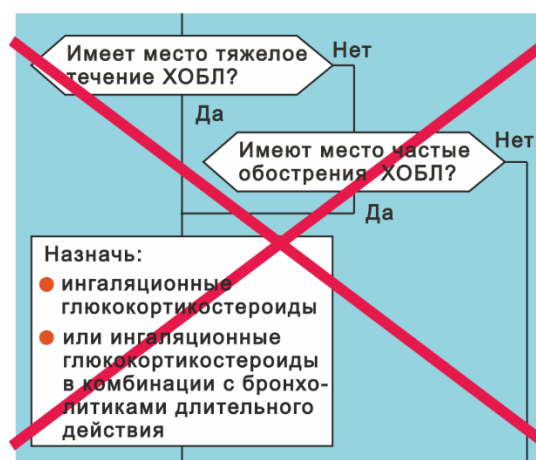 Имеет место тяжелое
течение ХОБЛ?
Нет
Да
Имеют место частые
обострения ХОБЛ?
Нет
Да
Назначь:
ингаляционные
глюкокортикостероиды
или ингаляционные
глюкокортикостероиды
в комбинации с бронхо-
литиками длительного
действия